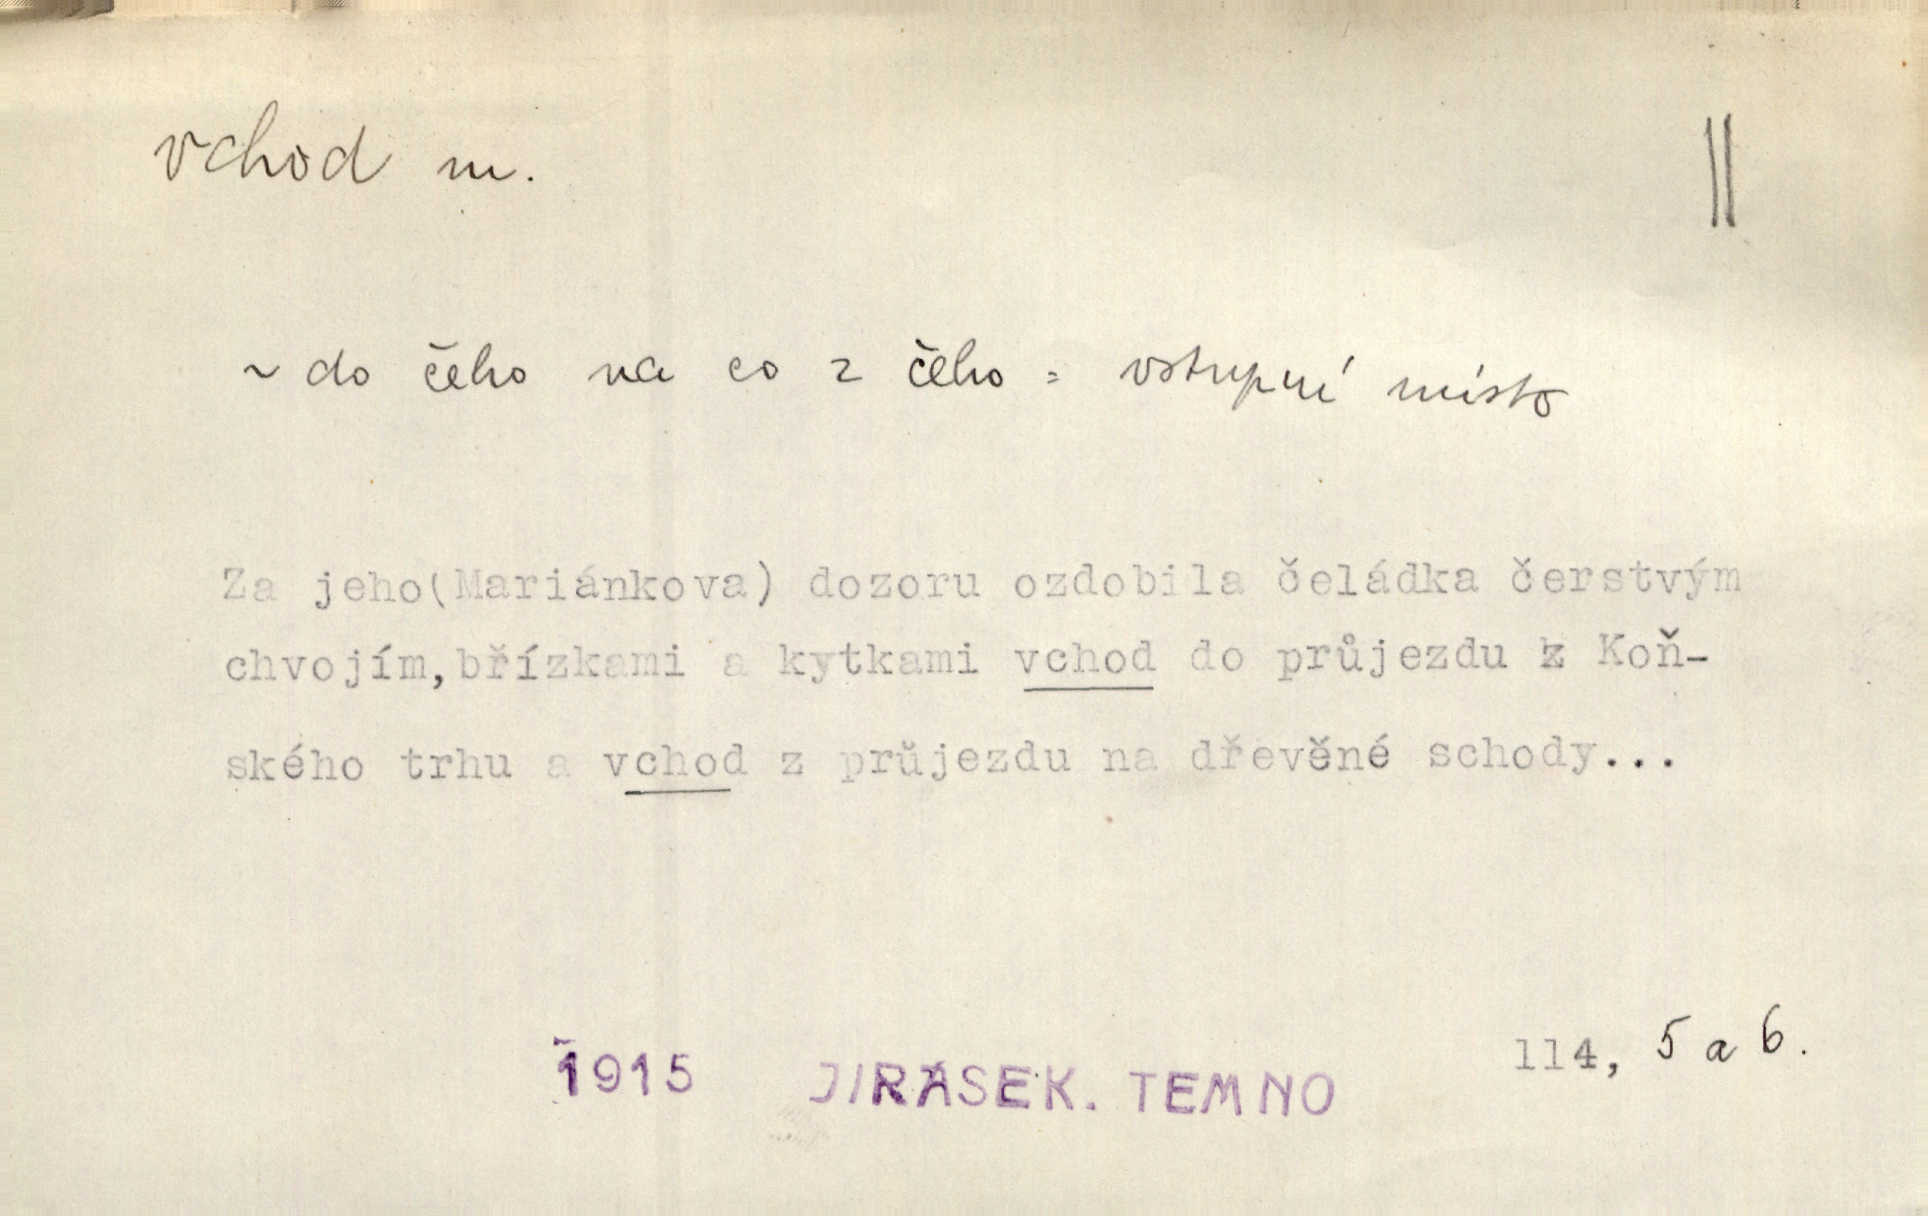 vchod m.
||
~ do čeho na co z čeho = vstupní místo
Za jeho(Mariánkova) dozoru ozdobila čeládka čerstvým
chvojím,břízkami a kytkami vchod do průjezdu z Koň-
ského trhu a vchod z průjezdu na dřevěné schody...
114, 5 a 6.
1915 JIRÁSEK. TEMNO